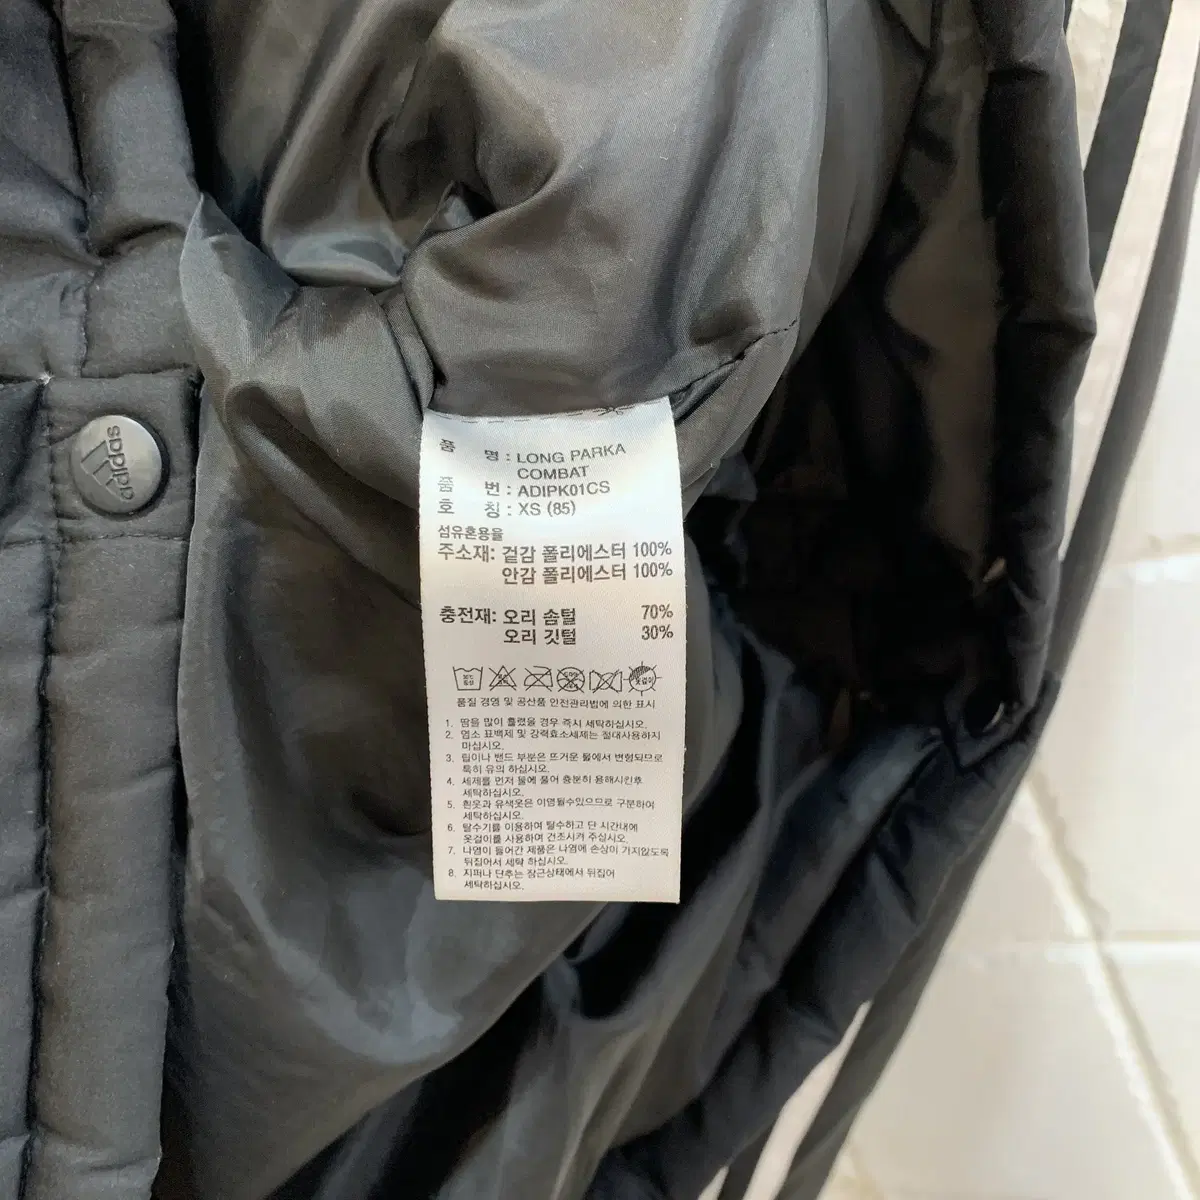 adidas
품 명 : LONG PARKA
COMBAT
품 번 : ADIPK01CS
호 칭 : XS (85)
섬유혼용율
주소재: 겉감 폴리에스터 100%
안감 폴리에스터 100%
충전재: 오리 솜털 70%
오리 깃털 30%
품질 경영 및 공산품 안전관리법에 의한 표시
1. 땀을 많이 흘렸을 경우 즉시 세탁하십시오.
2. 염소 표백제 및 강력효소세제는 절대사용하지
마십시오.
3. 립이나 밴드 부분은 뜨거운 물에서 변형되므로
특히 유의 하십시오.
4. 세제를 먼저 물에 풀어 충분히 용해시킨후
세탁하십시오.
5. 흰옷과 유색옷은 이염될수있으므로 구분하여
세탁하십시오.
6. 탈수기를 이용하여 탈수하고 단 시간내에
옷걸이를 사용하며 건조시켜 주십시오.
7. 나염이 들어간 제품은 나염에 손상이 가지않도록
뒤집어서 세탁 하십시오.
8. 지퍼나 단추는 잠근상태에서 뒤집어
세탁하십시오.